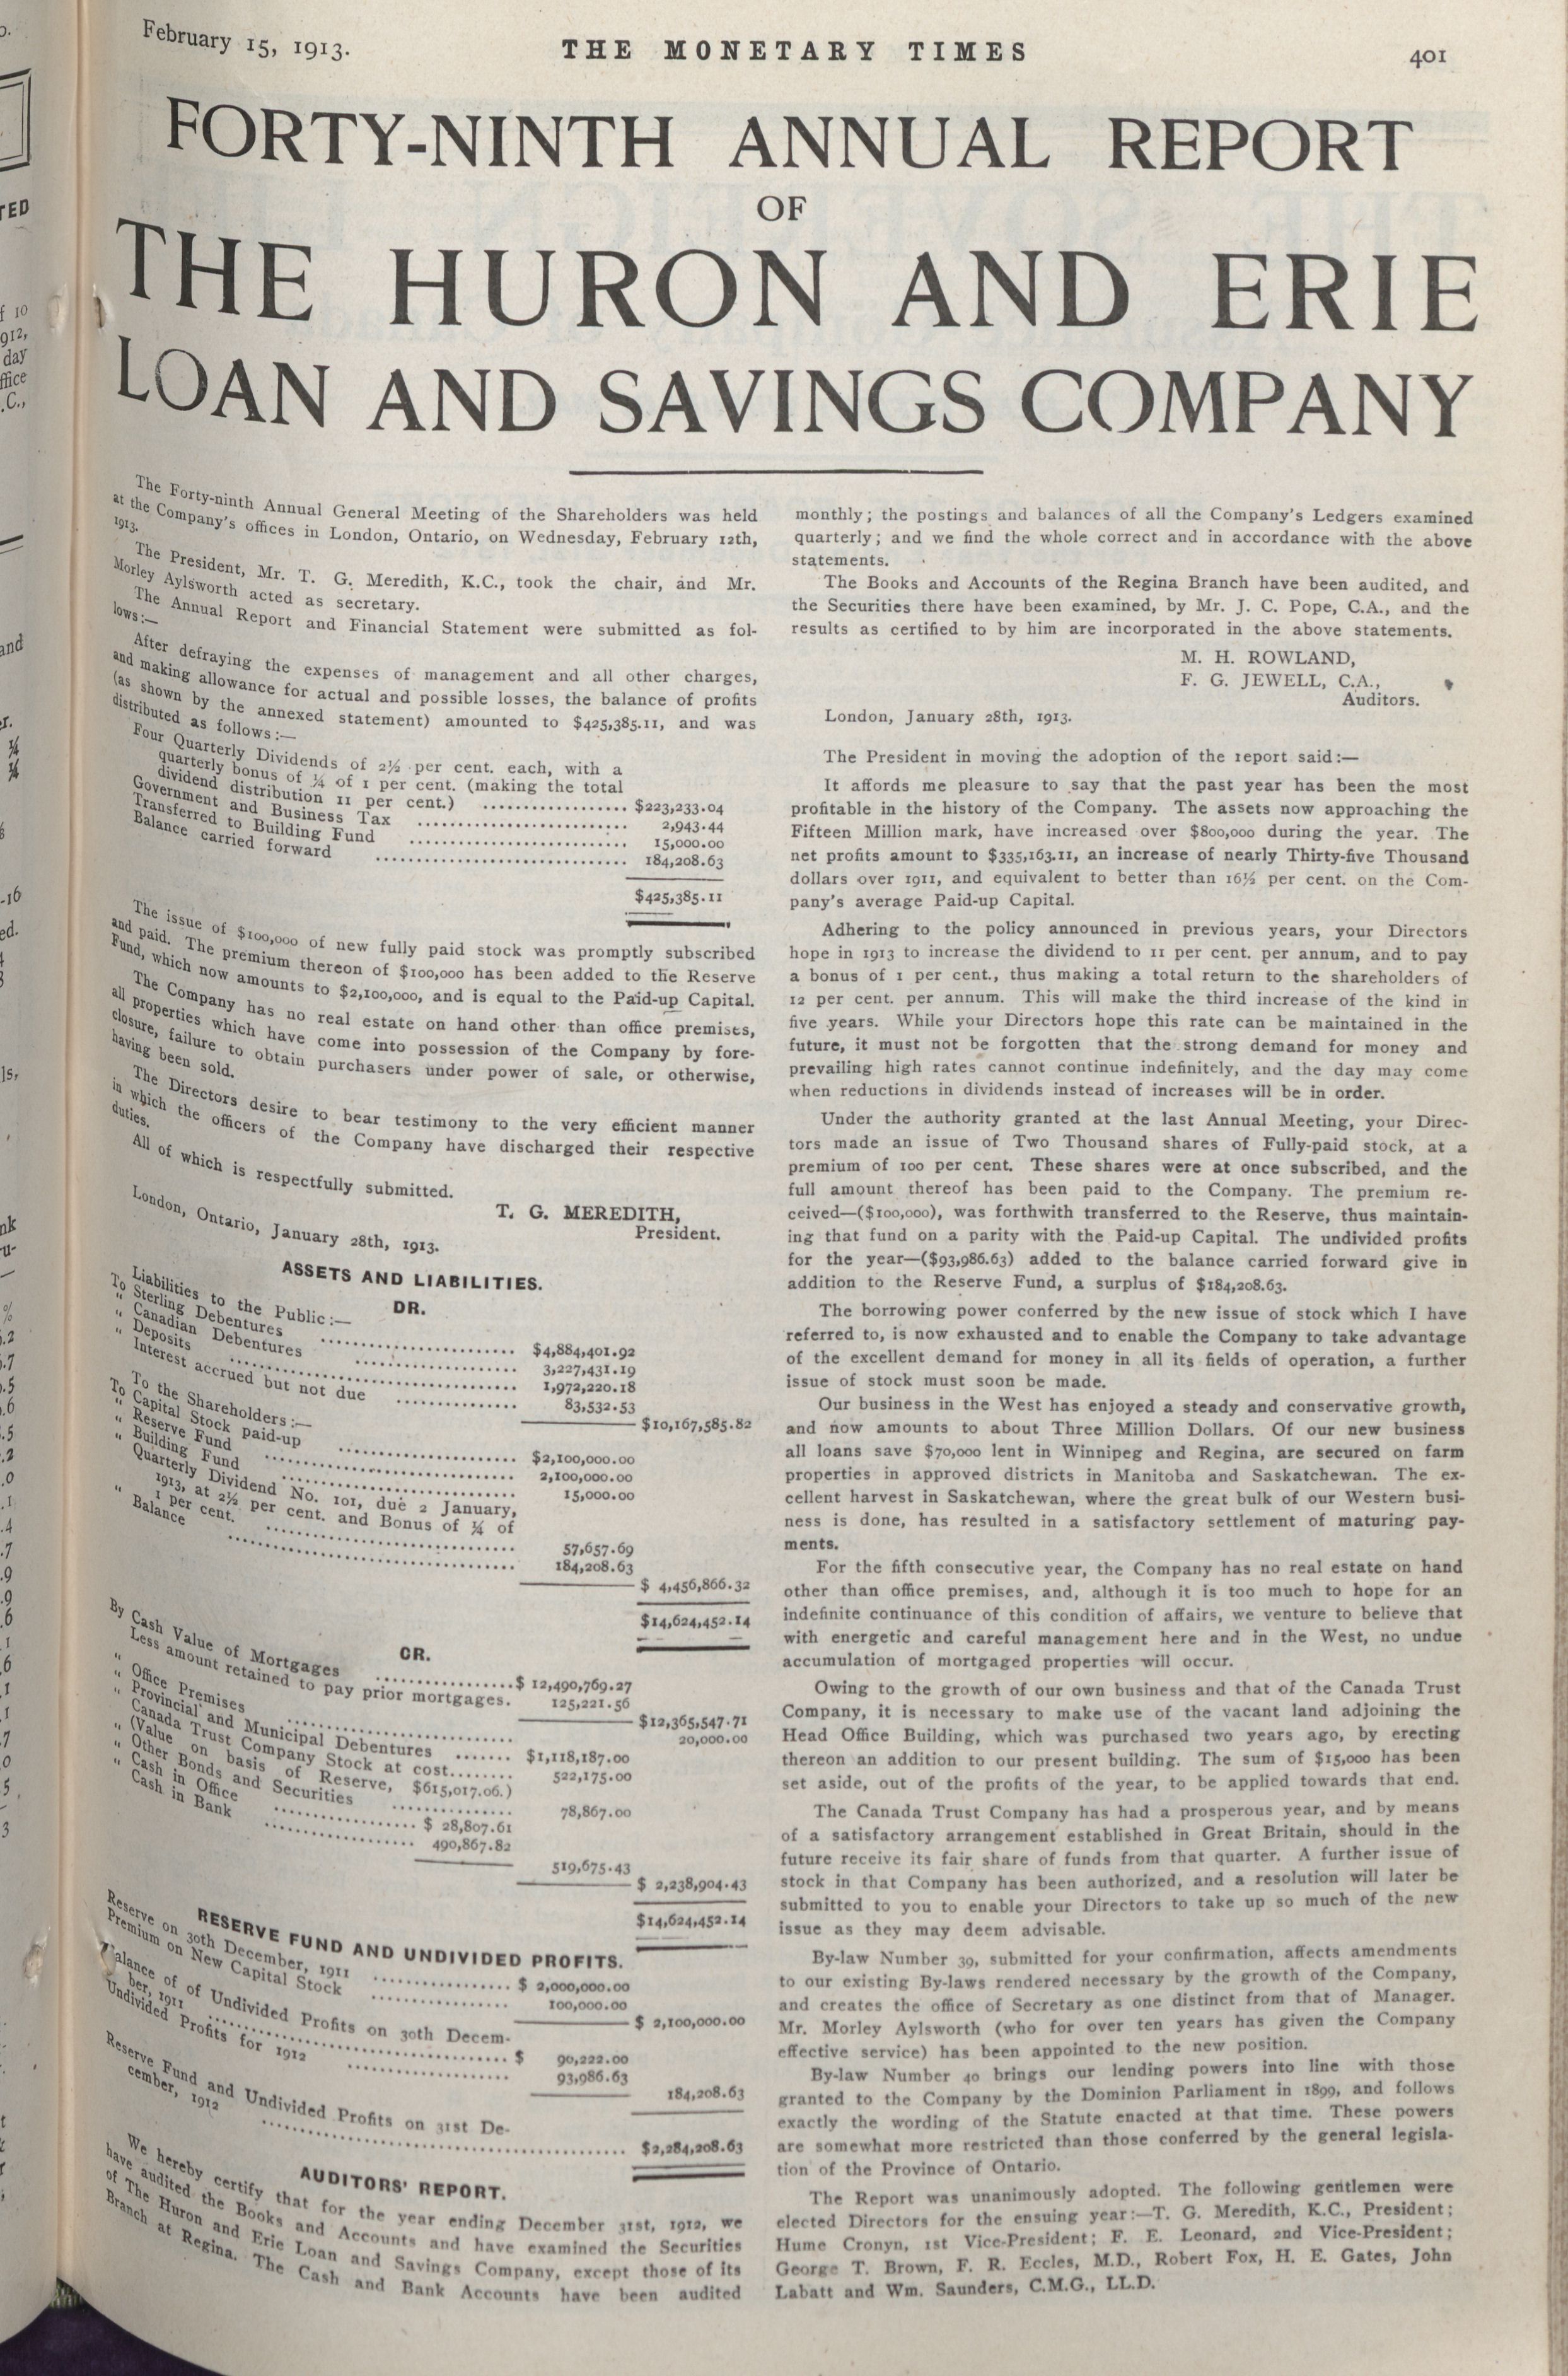 February 15, 1913.
THE MONETARY TIMES
401
FORTY-NINTH ANNUAL REPORT
OF
THE HURON AND ERIE
LOAN AND SAVINGS COMPANY
The Forty-ninth Annual General Meeting of the Shareholders was held
at the Company's offices in London, Ontario, on Wednesday, February 12th,
1913.
The President, Mr. T. G. Meredith, K.C., took the chair, and Mr.
Morley Aylsworth acted as secretary.
The Annual Report and Financial Statement were submitted as fol-
lows:—
After defraying the expenses of management and all other charges,
and making allowance for actual and possible losses, the balance of profits
(as shown by the annexed statement) amounted to $425,385.11, and was
distributed as follows:—
Four Quarterly Dividends of 2½ per cent. each, with a
quarterly bonus of ¼ of 1 per cent. (making the total
dividend distribution 11 per cent.) .................. $223,233.04
Government and Business Tax .......................... 2,943.44
Transferred to Building Fund ........................... 15,000.00
Balance carried forward ............................... 184,208.63
$425,385.11
The issue of $100,000 of new fully paid stock was promptly subscribed
and paid. The premium thereon of $100,000 has been added to the Reserve
Fund, which now amounts to $2,100,000, and is equal to the Paid-up Capital.
The Company has no real estate on hand other than office premises,
all properties which have come into possession of the Company by fore-
closure, failure to obtain purchasers under power of sale, or otherwise,
having been sold.
The Directors desire to bear testimony to the very efficient manner
in which the officers of the Company have discharged their respective
duties.
All of which is respectfully submitted.
T. G. MEREDITH,
President.
London, Ontario, January 28th, 1913.
ASSETS AND LIABILITIES.
DR.
Liabilities to the Public:—
To Sterling Debentures ........................ $4,884,401.92
" Canadian Debentures .................... 3,227,431.19
" Deposits ................................... 1,972,220.18
" Interest accrued but not due ............... 83,532.53
$10,167,585.82
To the Shareholders:—
To Capital Stock paid-up ..................... $2,100,000.00
" Reserve Fund ............................... 2,100,000.00
" Building Fund ............................. 15,000.00
" Quarterly Dividend No. 101, due 2 January,
1913, at 2½ per cent. and Bonus of ¼ of
1 per cent. ............................... 57,657.69
" Balance ................................... 184,208.63
$ 4,456,866.32
$14,624,452.14
CR.
By Cash Value of Mortgages .................$ 12,490,769.27
Less amount retained to pay prior mortgages. 125,221.56
$12,365,547.71
" Office Premises ........................... 20,000.00
" Provincial and Municipal Debentures ....... $1,118,187.00
" Canada Trust Company Stock at cost........ 522,175.00
(Value on basis of Reserve, $615,017.06.)
" Other Bonds and Securities .............. 78,867.00
" Cash in Office ................. $ 28,807.61
" Cash in Bank .................. 490,867.82
519,675.43
$ 2,238,904.43
$14,624,452.14
RESERVE FUND AND UNDIVIDED PROFITS.
Reserve on 30th December, 1911 ................ $ 2,000,000.00
Premium on New Capital Stock ................ 100,000.00
$ 2,100,000.00
Balance of of Undivided Profits on 30th Decem-
ber, 1911 .................................. $ 90,222.00
Undivided Profits for 1912 ................... 93,986.63
184,208.63
Reserve Fund and Undivided Profits on 31st De-
cember, 1912 ........................................ $2,284,208.63
AUDITORS' REPORT.
We hereby certify that for the year ending December 31st, 1912, we
have audited the Books and Accounts and have examined the Securities
of The Huron and Erie Loan and Savings Company, except those of its
Branch at Regina. The Cash and Bank Accounts have been audited
monthly; the postings and balances of all the Company's Ledgers examined
quarterly; and we find the whole correct and in accordance with the above
statements.
The Books and Accounts of the Regina Branch have been audited, and
the Securities there have been examined, by Mr. J. C. Pope, C.A., and the
results as certified to by him are incorporated in the above statements.
M. H. ROWLAND,
F. G. JEWELL, C.A.,
Auditors.
London, January 28th, 1913.
The President in moving the adoption of the report said:—
It affords me pleasure to say that the past year has been the most
profitable in the history of the Company. The assets now approaching the
Fifteen Million mark, have increased over $800,000 during the year. The
net profits amount to $335,163.11, an increase of nearly Thirty-five Thousand
dollars over 1911, and equivalent to better than 16½ per cent. on the Com-
pany's average Paid-up Capital.
Adhering to the policy announced in previous years, your Directors
hope in 1913 to increase the dividend to 11 per cent. per annum, and to pay
a bonus of 1 per cent., thus making a total return to the shareholders of
12 per cent. per annum. This will make the third increase of the kind in
five years. While your Directors hope this rate can be maintained in the
future, it must not be forgotten that the strong demand for money and
prevailing high rates cannot continue indefinitely, and the day may come
when reductions in dividends instead of increases will be in order.
Under the authority granted at the last Annual Meeting, your Direc-
tors made an issue of Two Thousand shares of Fully-paid stock, at a
premium of 100 per cent. These shares were at once subscribed, and the
full amount thereof has been paid to the Company. The premium re-
ceived—($100,000), was forthwith transferred to the Reserve, thus maintain-
ing that fund on a parity with the Paid-up Capital. The undivided profits
for the year—($93,986.63) added to the balance carried forward give in
addition to the Reserve Fund, a surplus of $184,208.63.
The borrowing power conferred by the new issue of stock which I have
referred to, is now exhausted and to enable the Company to take advantage
of the excellent demand for money in all its fields of operation, a further
issue of stock must soon be made.
Our business in the West has enjoyed a steady and conservative growth,
and now amounts to about Three Million Dollars. Of our new business
all loans save $70,000 lent in Winnipeg and Regina, are secured on farm
properties in approved districts in Manitoba and Saskatchewan. The ex-
cellent harvest in Saskatchewan, where the great bulk of our Western busi-
ness is done, has resulted in a satisfactory settlement of maturing pay-
ments.
For the fifth consecutive year, the Company has no real estate on hand
other than office premises, and, although it is too much to hope for an
indefinite continuance of this condition of affairs, we venture to believe that
with energetic and careful management here and in the West, no undue
accumulation of mortgaged properties will occur.
Owing to the growth of our own business and that of the Canada Trust
Company, it is necessary to make use of the vacant land adjoining the
Head Office Building, which was purchased two years ago, by erecting
thereon an addition to our present building. The sum of $15,000 has been
set aside, out of the profits of the year, to be applied towards that end.
The Canada Trust Company has had a prosperous year, and by means
of a satisfactory arrangement established in Great Britain, should in the
future receive its fair share of funds from that quarter. A further issue of
stock in that Company has been authorized, and a resolution will later be
submitted to you to enable your Directors to take up so much of the new
issue as they may deem advisable.
By-law Number 39, submitted for your confirmation, affects amendments
to our existing By-laws rendered necessary by the growth of the Company,
and creates the office of Secretary as one distinct from that of Manager.
Mr. Morley Aylsworth (who for over ten years has given the Company
effective service) has been appointed to the new position.
By-law Number 40 brings our lending powers into line with those
granted to the Company by the Dominion Parliament in 1899, and follows
exactly the wording of the Statute enacted at that time. These powers
are somewhat more restricted than those conferred by the general legisla-
tion of the Province of Ontario.
The Report was unanimously adopted. The following gentlemen were
elected Directors for the ensuing year:—T. G. Meredith, K.C., President;
Hume Cronyn, 1st Vice-President; F. E. Leonard, 2nd Vice-President;
George T. Brown, F. R. Eccles, M.D., Robert Fox, H. E. Gates, John
Labatt and Wm. Saunders, C.M.G., LL.D.